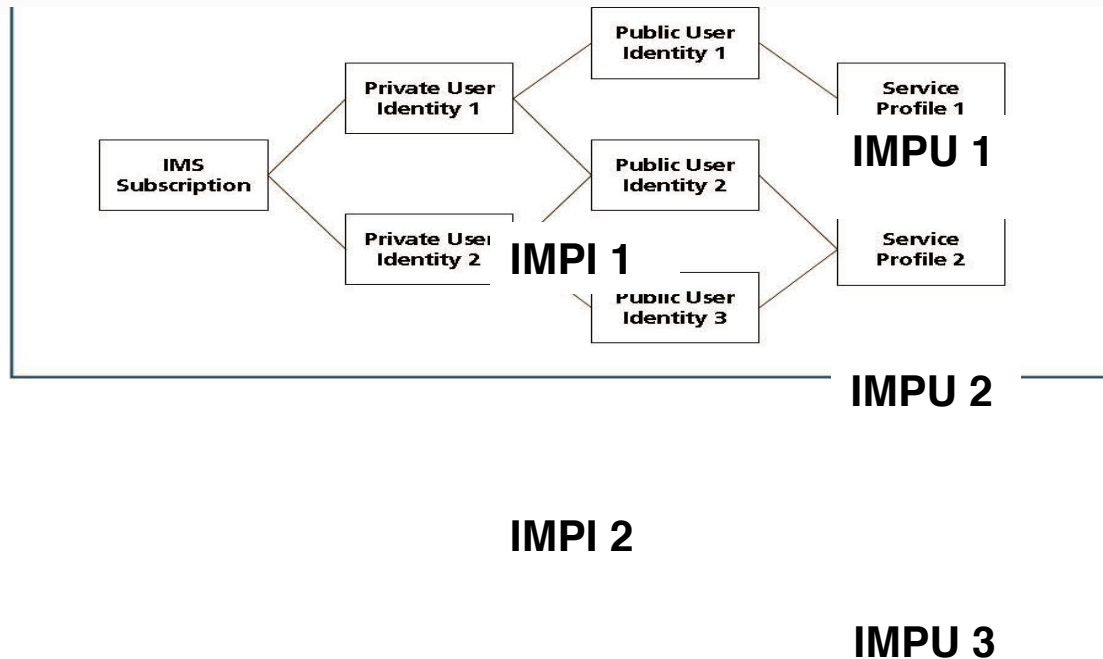 Public User
Identity 1
Private User
Identity 1
Service
Profile 1
IMPU 1
IMS
Subscription
Public User
Identity 2
Private User
Identity 2
IMPI 1
Service
Profile 2
Public User
Identity 3
IMPU 2
IMPI 2
IMPU 3